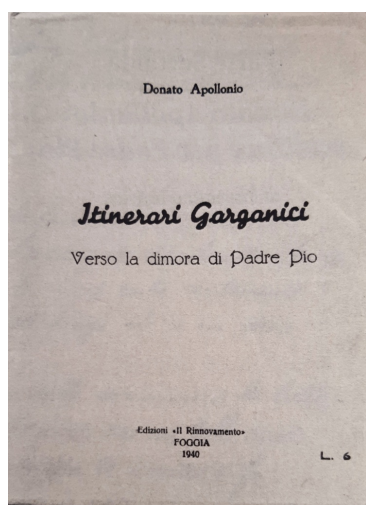 Donato Apollonio
Itinerari Garganici
Verso la dimora di Padre Pio
Edizioni «Il Rinnovamento»
FOGGIA
1940
L. 6